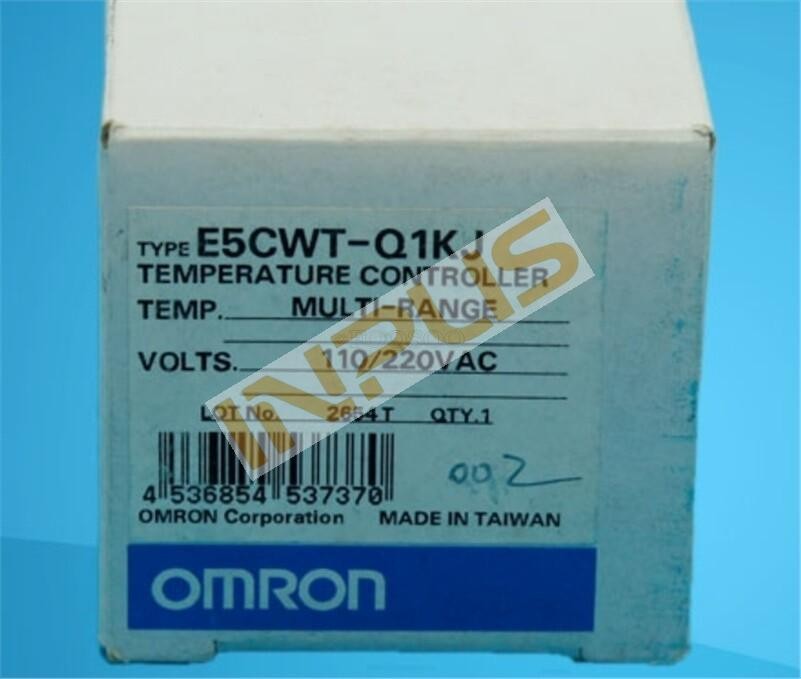 TYPE E5CWT-Q1KJ
TEMPERATURE CONTROLLER
TEMP. MULTI-RANGE
VOLTS. 110/220VAC
LOT No. 2654T QTY.1
002
4 536854 537370
OMRON Corporation MADE IN TAIWAN
OMRON